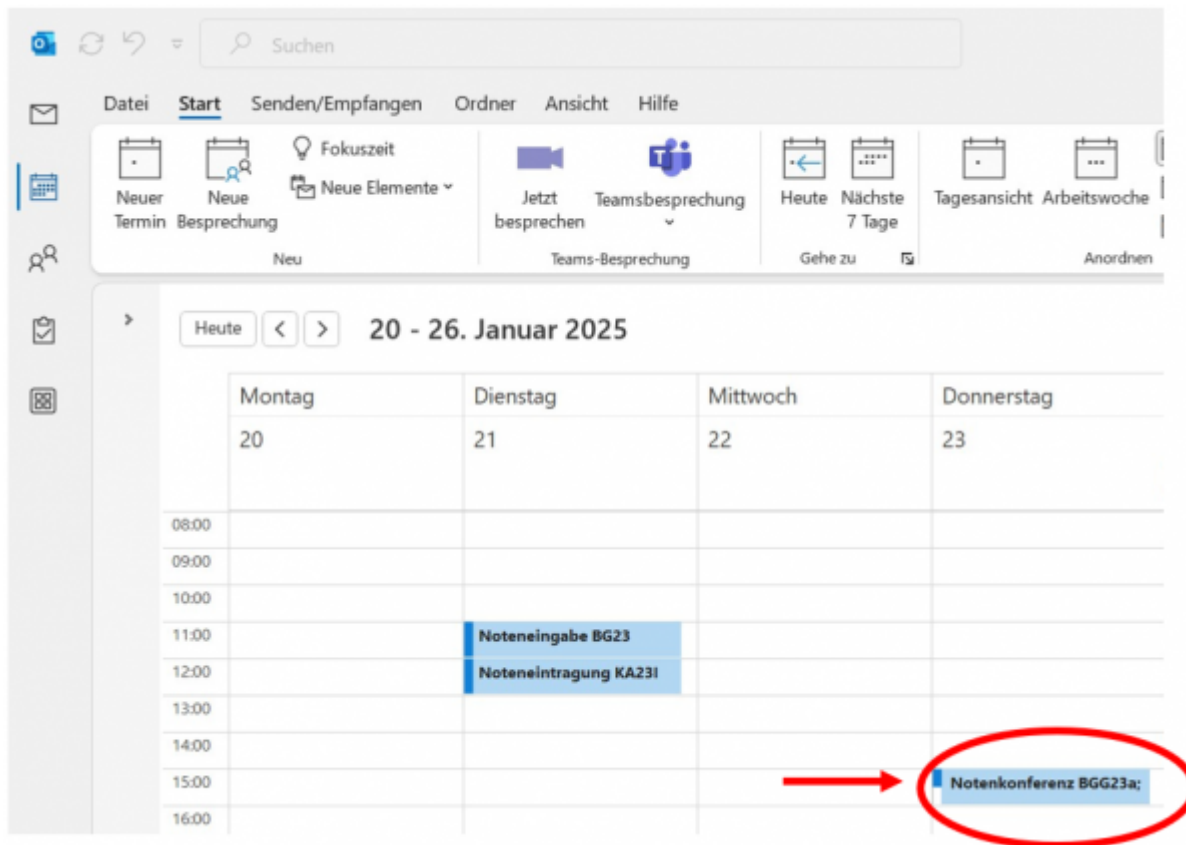 Suchen
Datei Start Senden/Empfangen Ordner Ansicht Hilfe
Neuer Termin
Neue Besprechung
Fokuszeit
Neue Elemente
Neu
Jetzt besprechen
Teamsbesprechung
Teams-Besprechung
Heute
Nächste 7 Tage
Gehe zu
Tagesansicht
Arbeitswoche
Anordnen
Heute < > 20 - 26. Januar 2025
Montag Dienstag Mittwoch Donnerstag
20 21 22 23
08:00
09:00
10:00
11:00 Noteneingabe BG23
12:00 Noteneintragung KA23I
13:00
14:00
15:00 Notenkonferenz BGG23a;
16:00